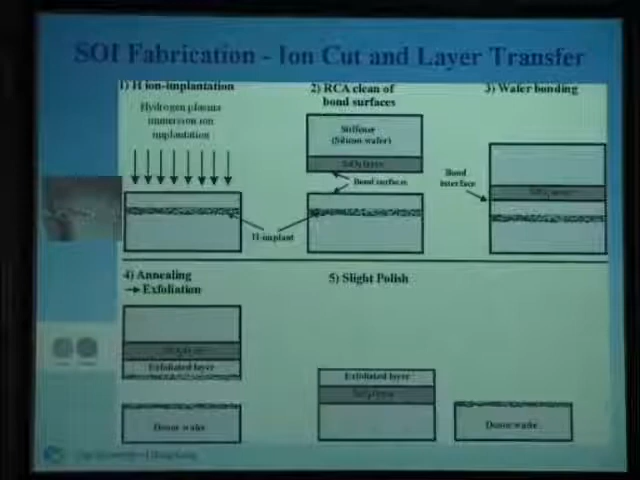 SOI Fabrication - Ion Cut and Layer Transfer
1) H ion-implantation
Hydrogen plasma
immersion ion
implantation
2) RCA clean of
bond surfaces
Stiffener
(Silicon wafer)
SiO2 layer
Bond surfaces
H-implant
3) Wafer bonding
Bond
interface
4) Annealing
→ Exfoliation
Exfoliated layer
Donor wafer
5) Slight Polish
Exfoliated layer
Donor wafer